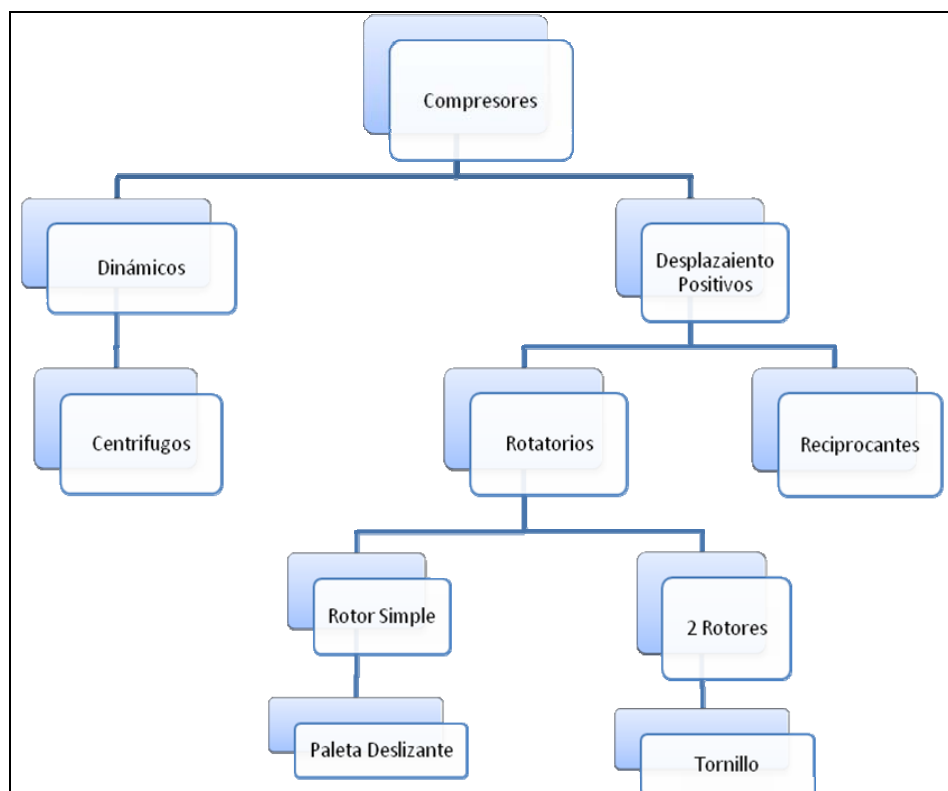 Compresores
Dinámicos
Desplazaiento
Positivos
Centrifugos
Rotatorios
Reciprocantes
Rotor Simple
2 Rotores
Paleta Deslizante
Tornillo